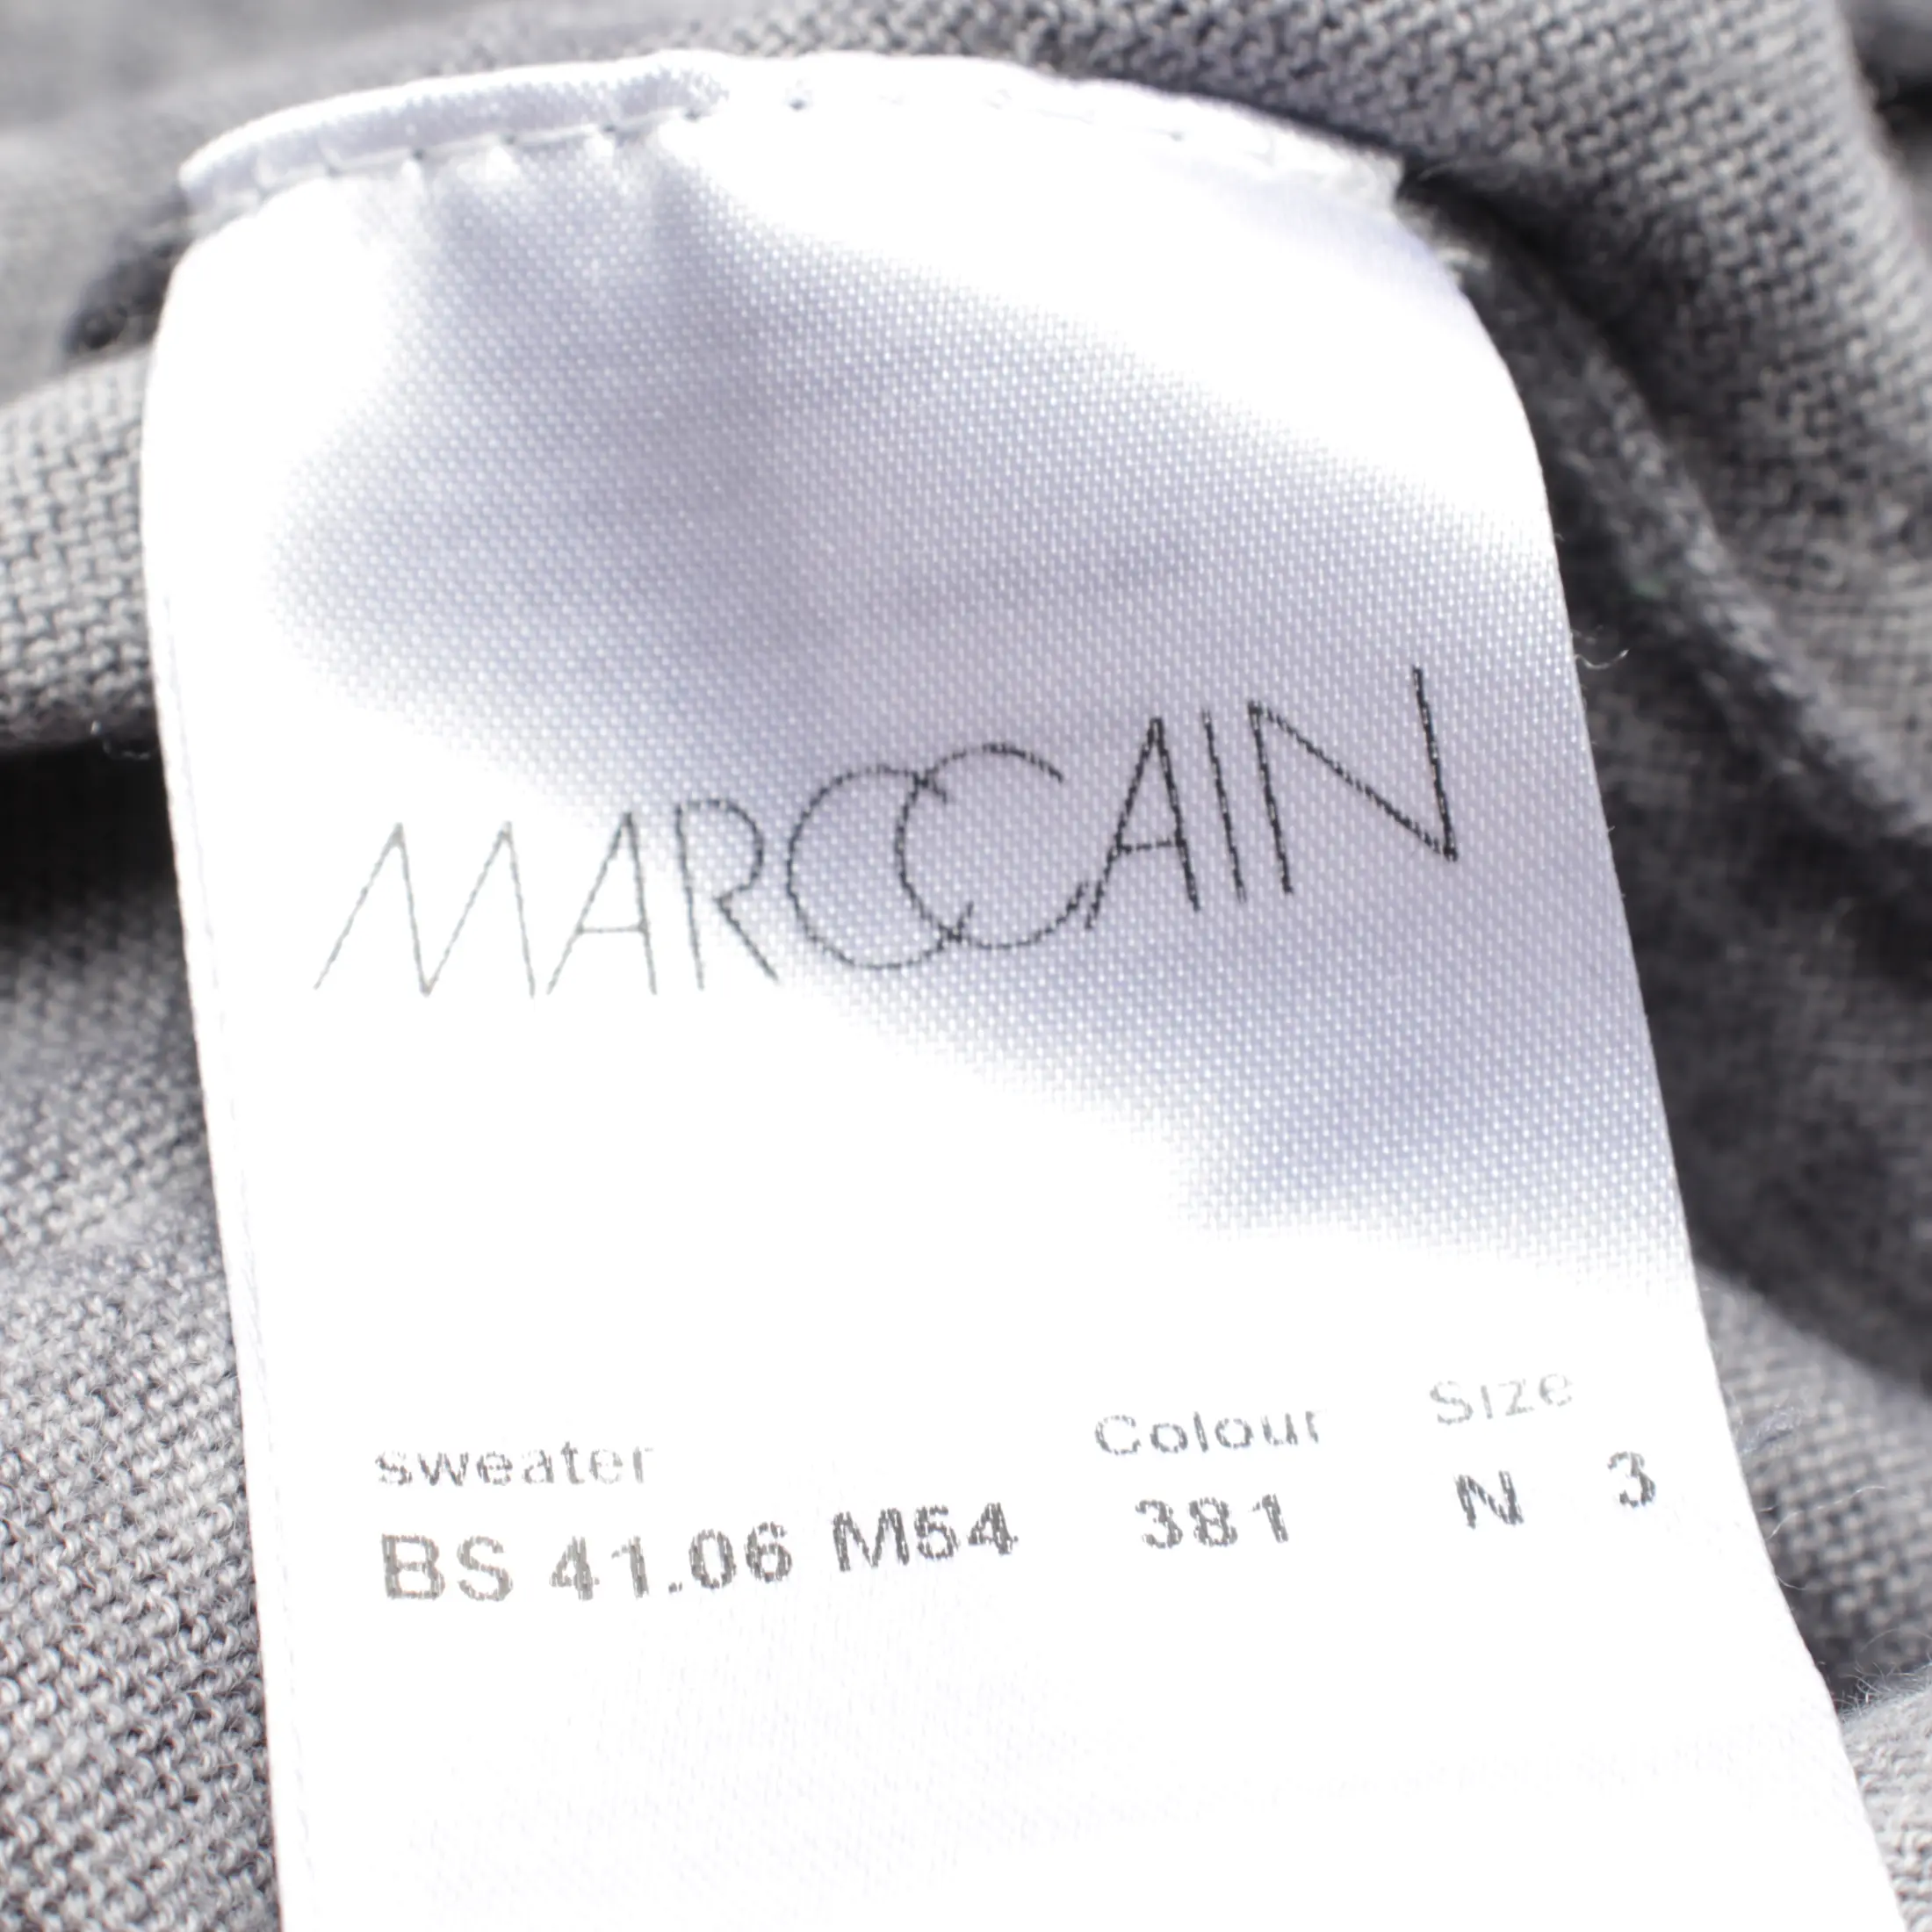 MARCCAIN
sweater Colour Size
BS 41.06 M54 381 N 3